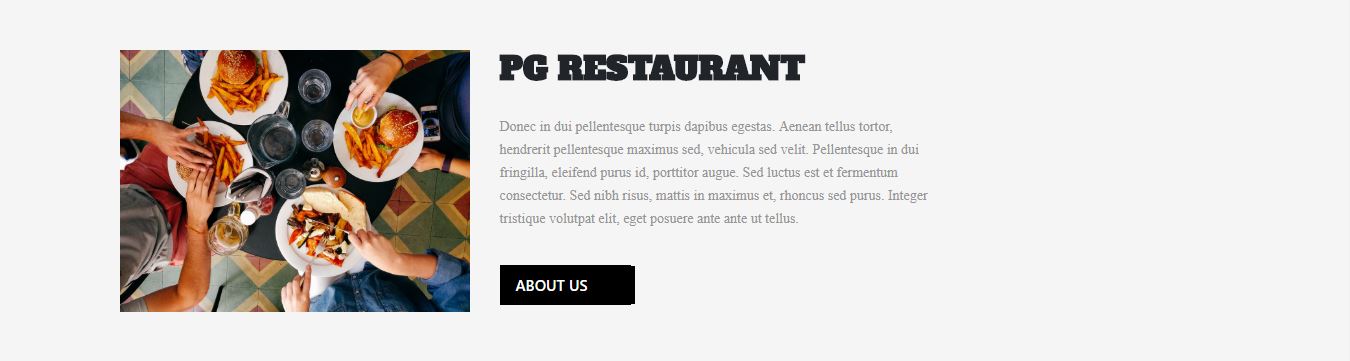 PG RESTAURANT
Donec in dui pellentesque turpis dapibus egestas. Aenean tellus tortor,
hendrerit pellentesque maximus sed, vehicula sed velit. Pellentesque in dui
fringilla, eleifend purus id, porttitor augue. Sed luctus est et fermentum
consectetur. Sed nibh risus, mattis in maximus et, rhoncus sed purus. Integer
tristique volutpat elit, eget posuere ante ante ut tellus.
ABOUT US